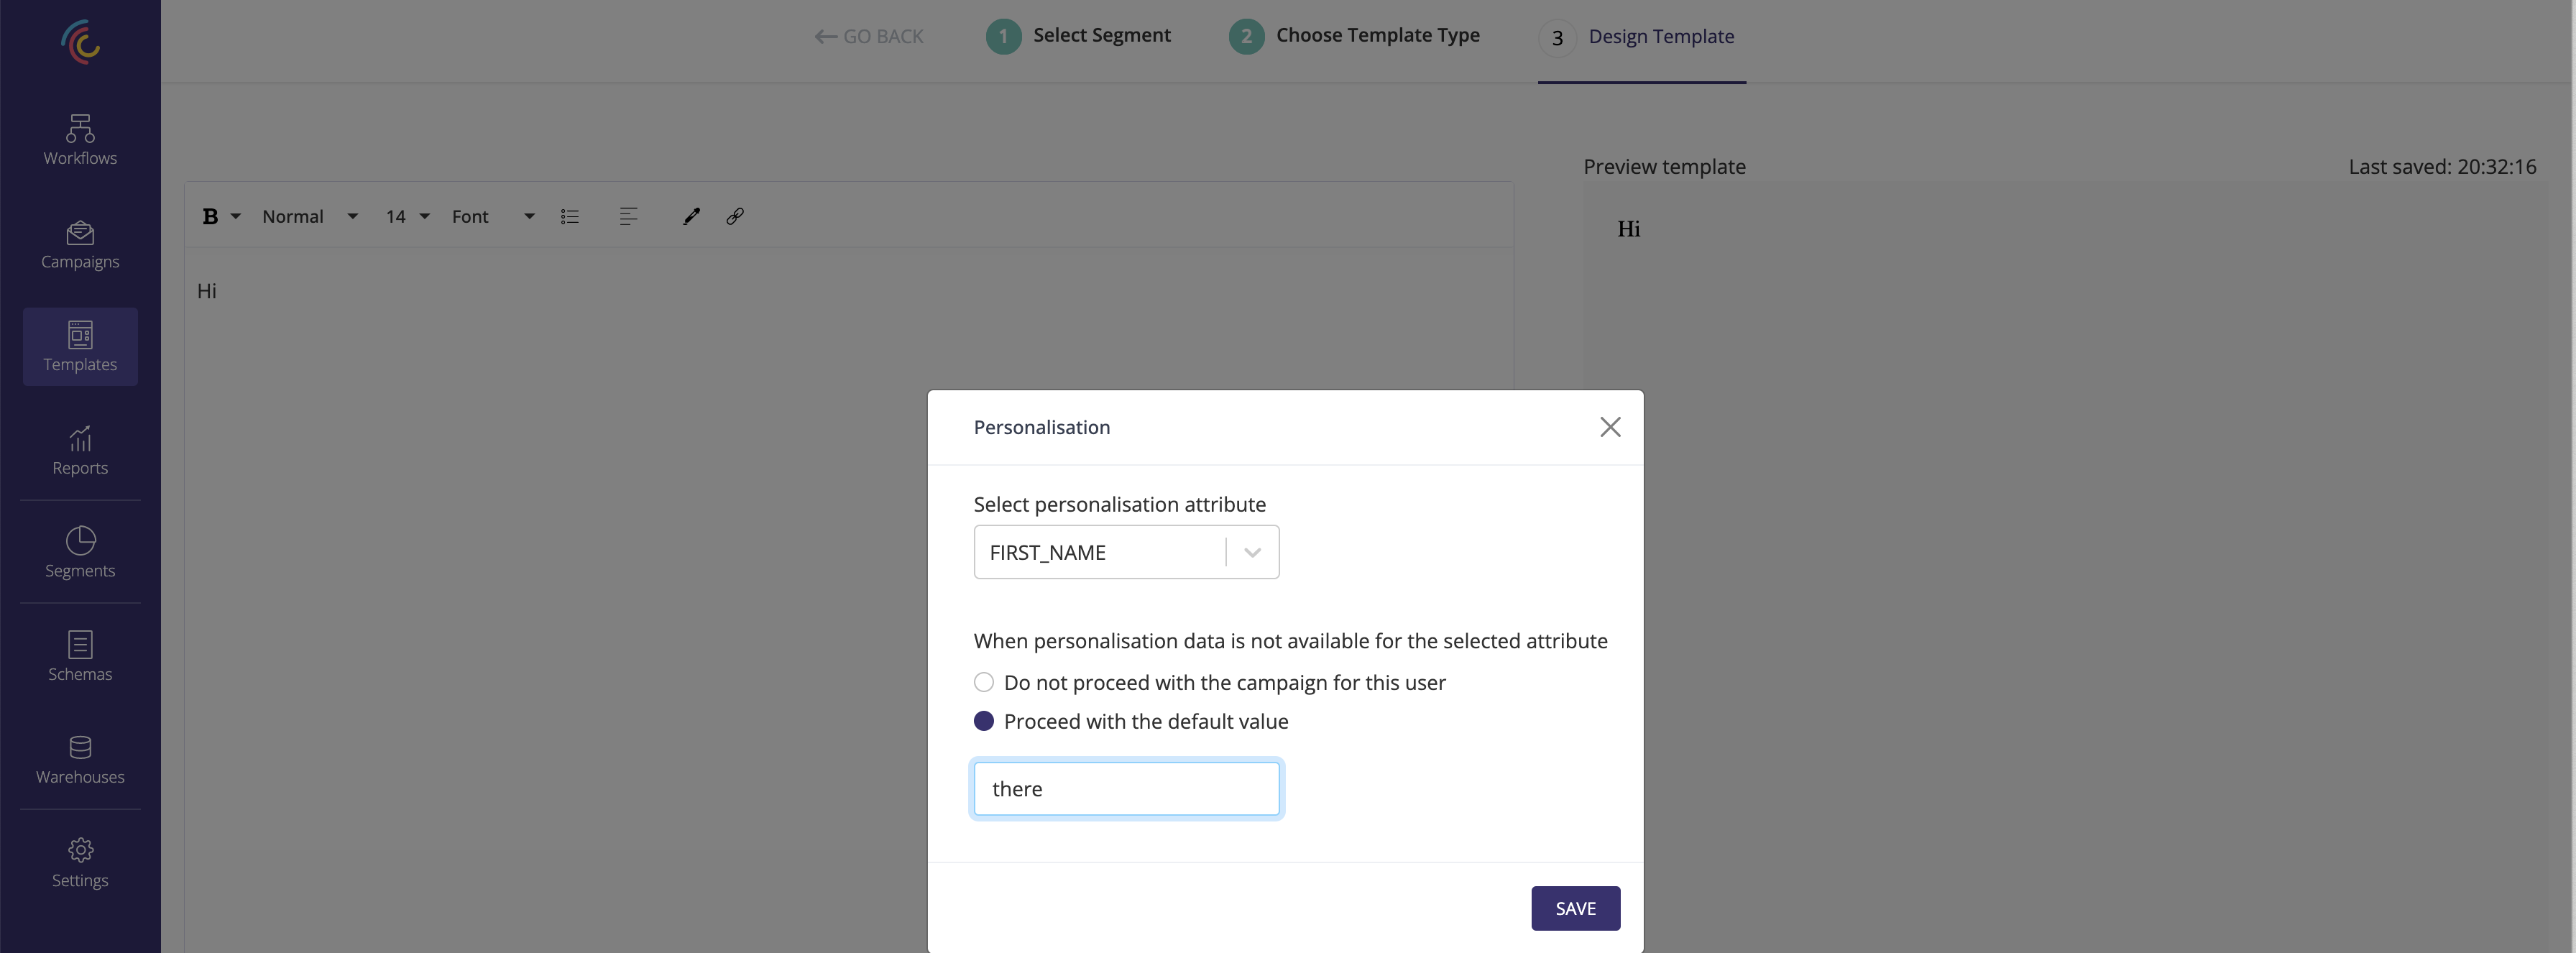 GO BACK
1 Select Segment
2 Choose Template Type
3 Design Template
Workflows
Campaigns
Templates
Reports
Segments
Schemas
Warehouses
Settings
B Normal 14 Font
Hi
Preview template
Last saved: 20:32:16
Hi
Personalisation
Select personalisation attribute
FIRST_NAME
When personalisation data is not available for the selected attribute
Do not proceed with the campaign for this user
Proceed with the default value
there
SAVE